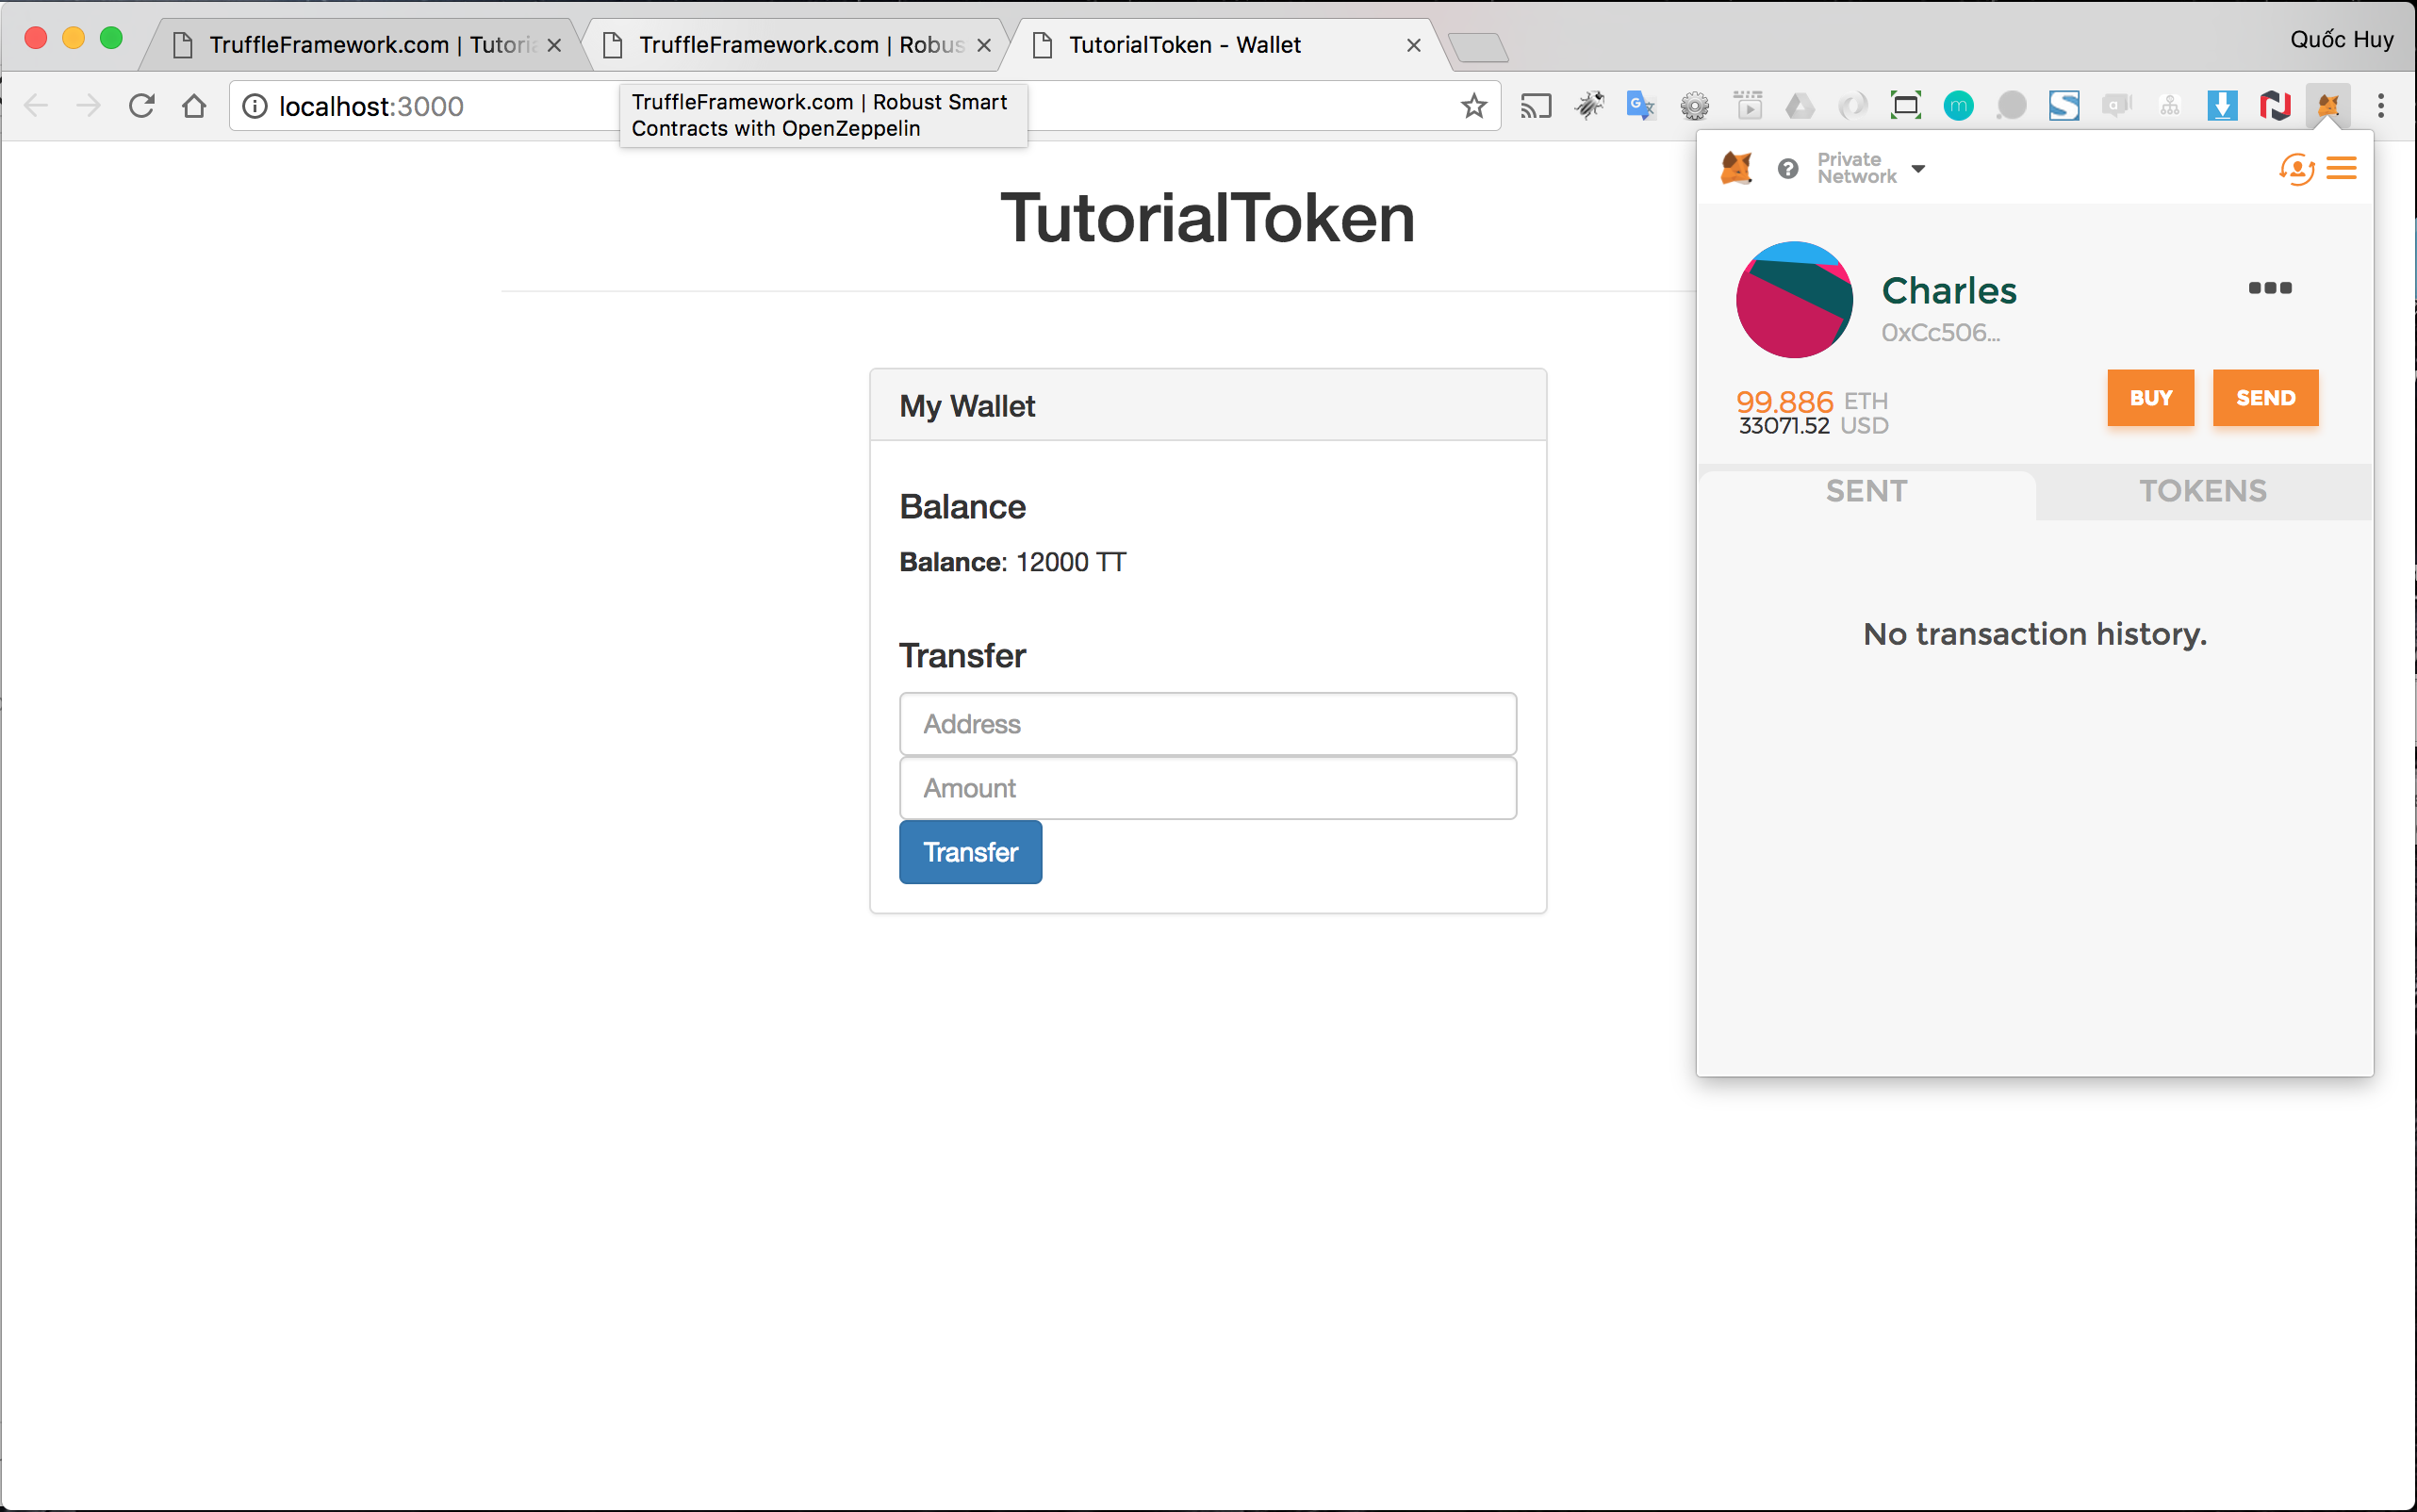 TruffleFramework.com | Tutoria
TruffleFramework.com | Robus
TutorialToken - Wallet
Quốc Huy
localhost:3000
TruffleFramework.com | Robust Smart
Contracts with OpenZeppelin
TutorialToken
My Wallet
Balance
Balance: 12000 TT
Transfer
Address
Amount
Transfer
Private
Network
Charles
0xCc506...
99.886 ETH
33071.52 USD
BUY
SEND
SENT
TOKENS
No transaction history.